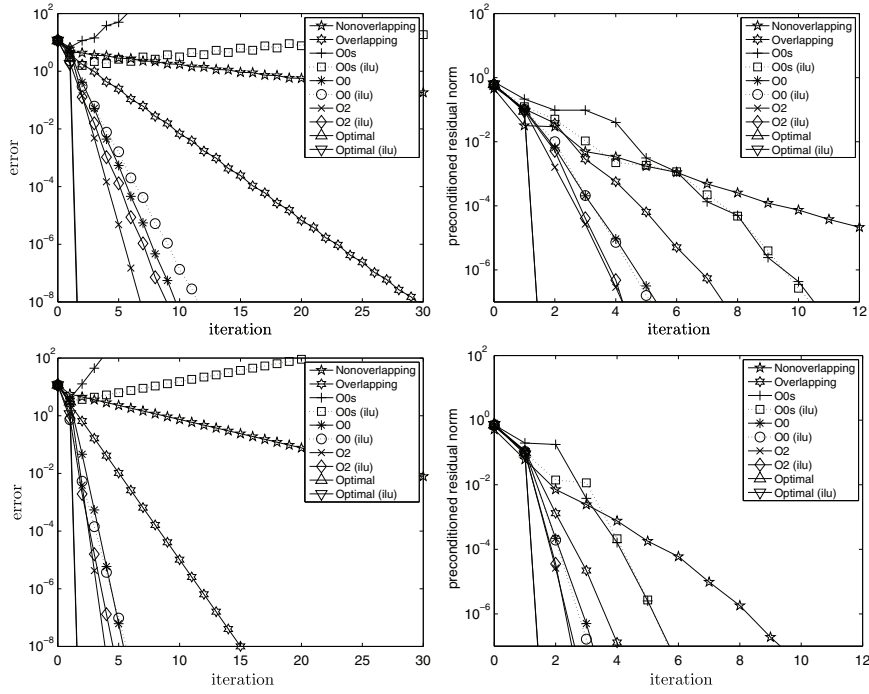 10^2
10^0
10^-2
10^-4
10^-6
10^-8
error
0 5 10 15 20 25 30
iteration
Nonoverlapping
Overlapping
O0s
O0s (ilu)
O0
O0 (ilu)
O2
O2 (ilu)
Optimal
Optimal (ilu)
10^2
10^0
10^-2
10^-4
10^-6
preconditioned residual norm
0 2 4 6 8 10 12
iteration
Nonoverlapping
Overlapping
O0s
O0s (ilu)
O0
O0 (ilu)
O2
O2 (ilu)
Optimal
Optimal (ilu)
10^2
10^0
10^-2
10^-4
10^-6
10^-8
error
0 5 10 15 20 25 30
iteration
Nonoverlapping
Overlapping
O0s
O0s (ilu)
O0
O0 (ilu)
O2
O2 (ilu)
Optimal
Optimal (ilu)
10^2
10^0
10^-2
10^-4
10^-6
preconditioned residual norm
0 2 4 6 8 10 12
iteration
Nonoverlapping
Overlapping
O0s
O0s (ilu)
O0
O0 (ilu)
O2
O2 (ilu)
Optimal
Optimal (ilu)